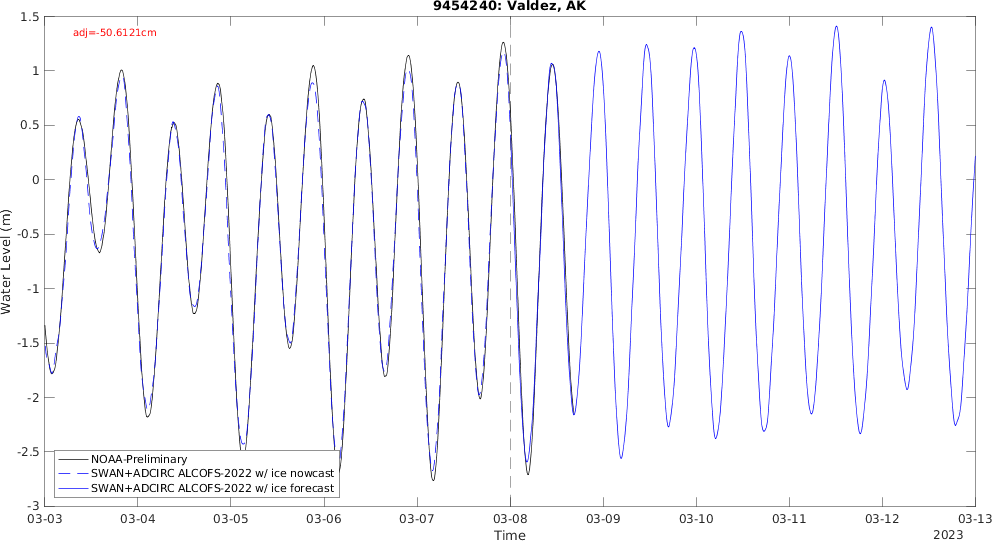 9454240: Valdez, AK
adj=-50.6121cm
1.5
1
0.5
0
-0.5
-1
-1.5
-2
-2.5
-3
Water Level (m)
NOAA-Preliminary
SWAN+ADCIRC ALCOFS-2022 w/ ice nowcast
SWAN+ADCIRC ALCOFS-2022 w/ ice forecast
03-03 03-04 03-05 03-06 03-07 03-08 03-09 03-10 03-11 03-12 03-13
Time
2023